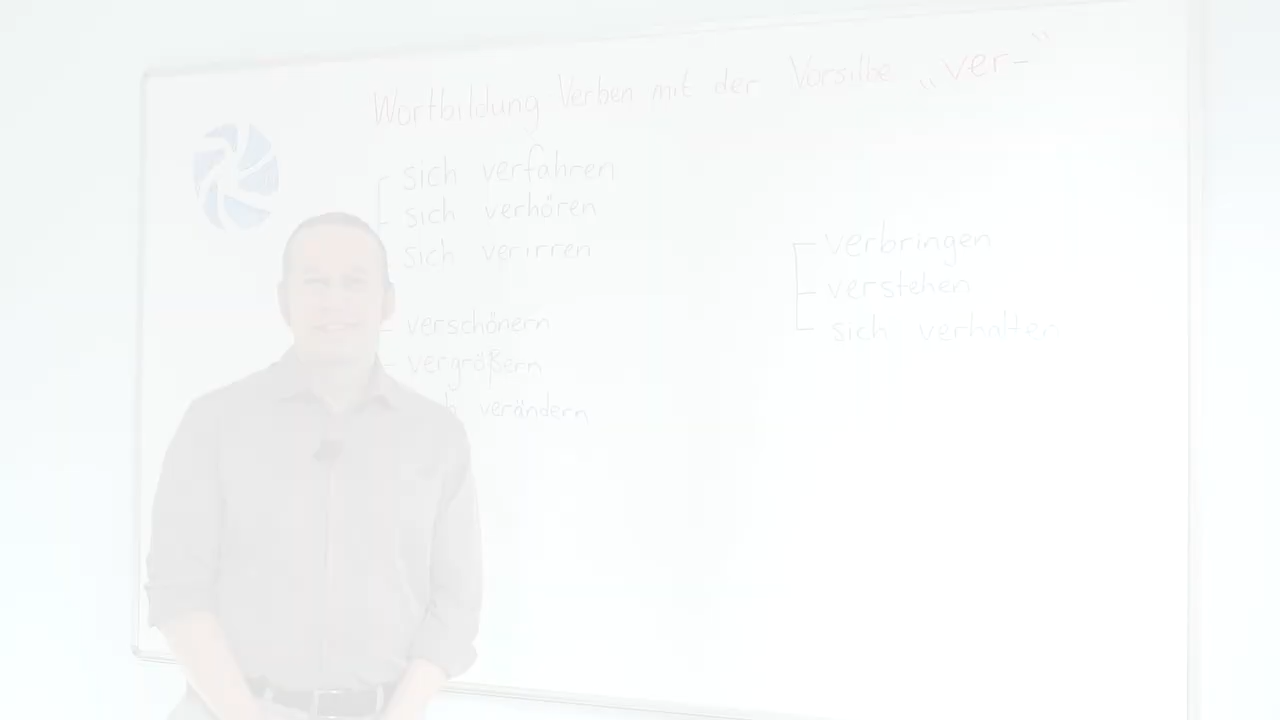 Wortbildung Verben mit der Vorsilbe „ver-“
sich verfahren
sich verhören
sich verirren
verschönern
vergrößern
verändern
verbringen
verstehen
sich verhalten